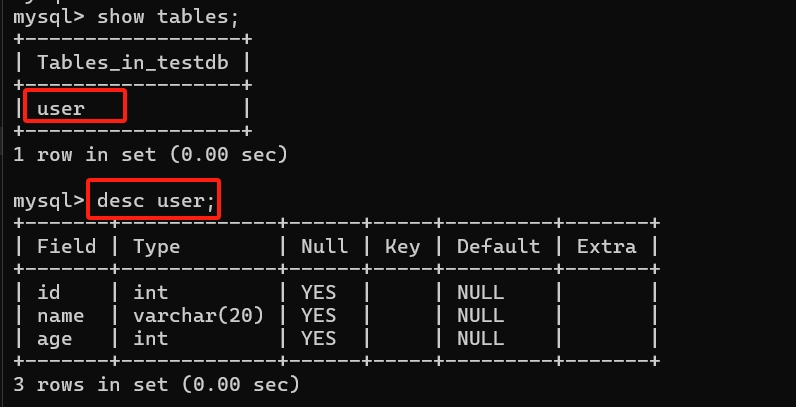 mysql> show tables;
+-------------------+
| Tables_in_testdb |
+-------------------+
| user             |
+-------------------+
1 row in set (0.00 sec)
mysql> desc user;
+-------+-------------+------+-----+---------+-------+
| Field | Type        | Null | Key | Default | Extra |
+-------+-------------+------+-----+---------+-------+
| id    | int         | YES  |     | NULL    |       |
| name  | varchar(20) | YES  |     | NULL    |       |
| age   | int         | YES  |     | NULL    |       |
+-------+-------------+------+-----+---------+-------+
3 rows in set (0.00 sec)